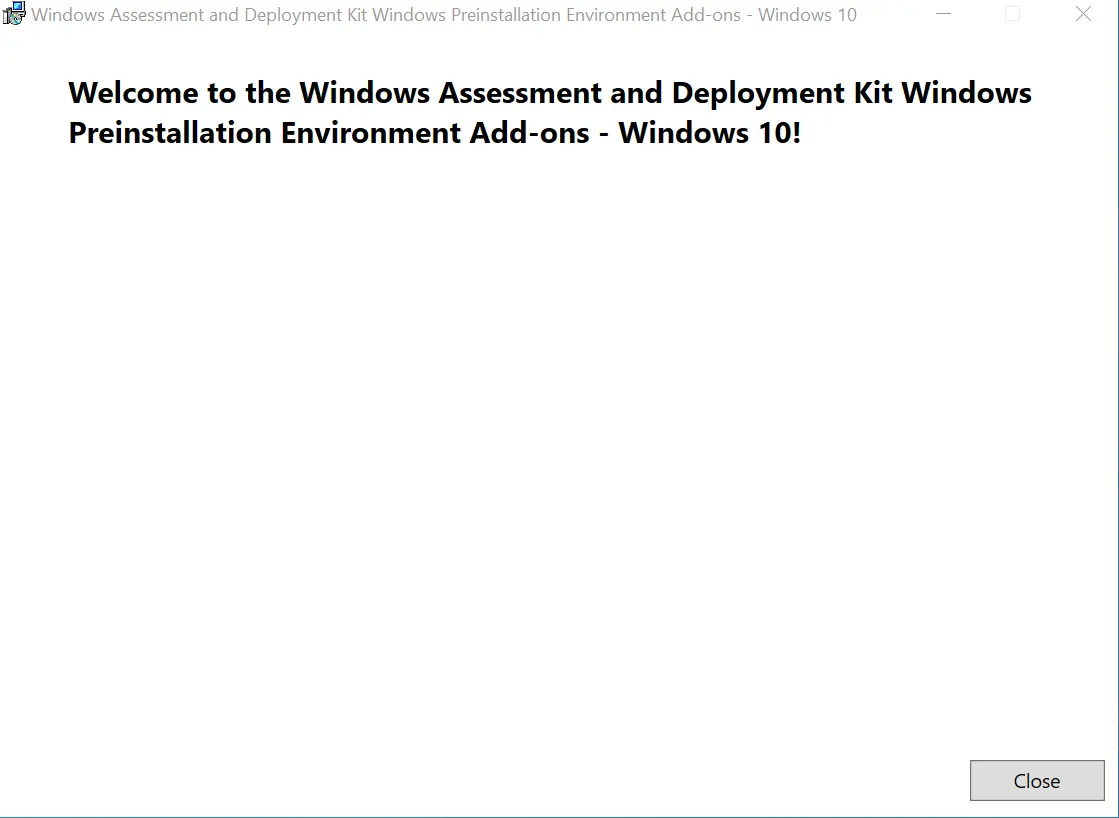 Windows Assessment and Deployment Kit Windows Preinstallation Environment Add-ons - Windows 10
Welcome to the Windows Assessment and Deployment Kit Windows
Preinstallation Environment Add-ons - Windows 10!
Close